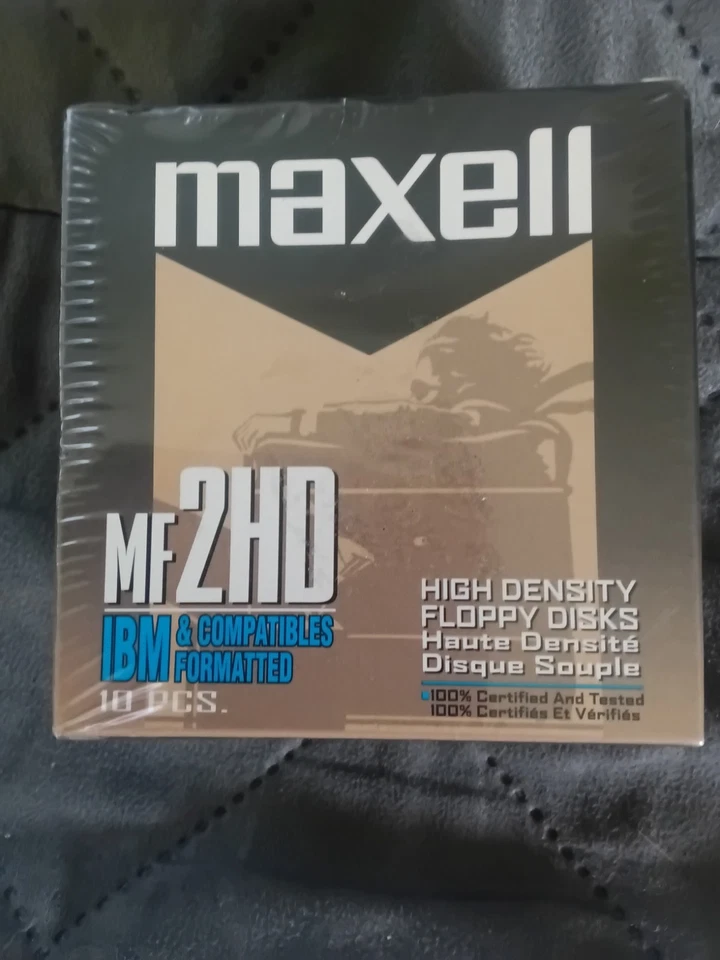 maxell
MF2HD
IBM & COMPATIBLES
FORMATTED
10 PCS.
HIGH DENSITY
FLOPPY DISKS
Haute Densité
Disque Souple
100% Certified And Tested
100% Certifiés Et Vérifiés